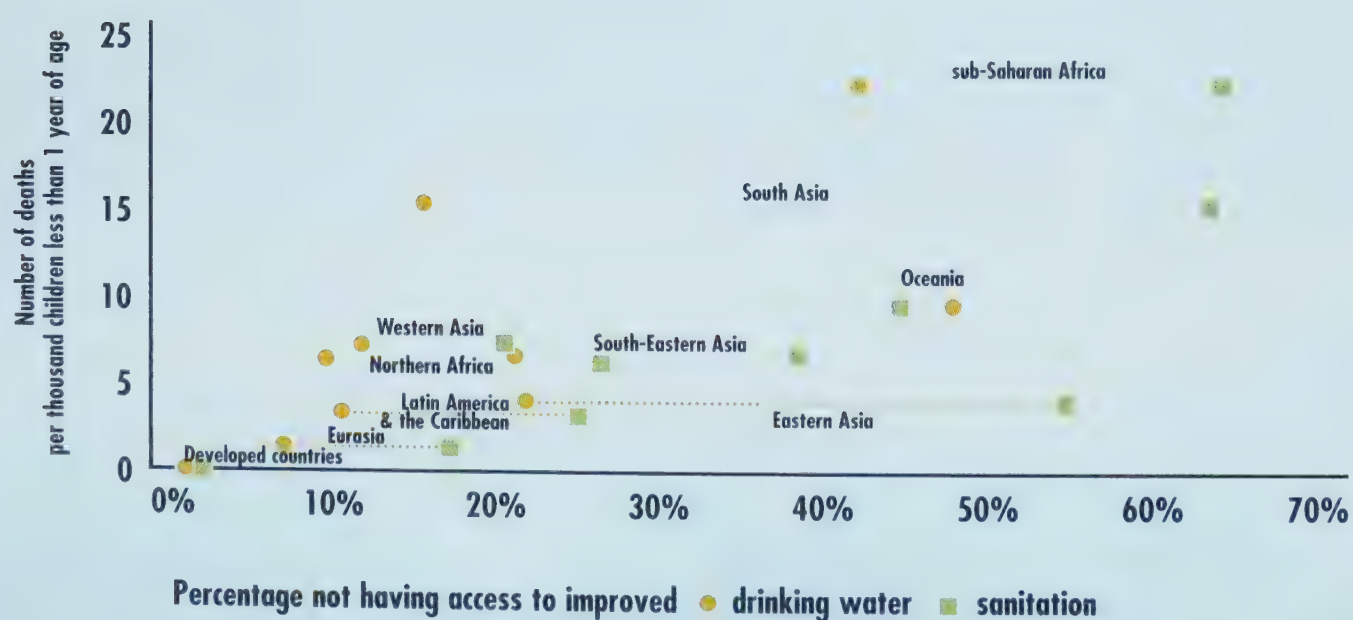 Number of deaths
per thousand children less than 1 year of age
25
20
15
10
5
0
sub-Saharan Africa
South Asia
Oceania
Western Asia
South-Eastern Asia
Northern Africa
Latin America
& the Caribbean
Eastern Asia
Eurasia
Developed countries
0% 10% 20% 30% 40% 50% 60% 70%
Percentage not having access to improved drinking water sanitation